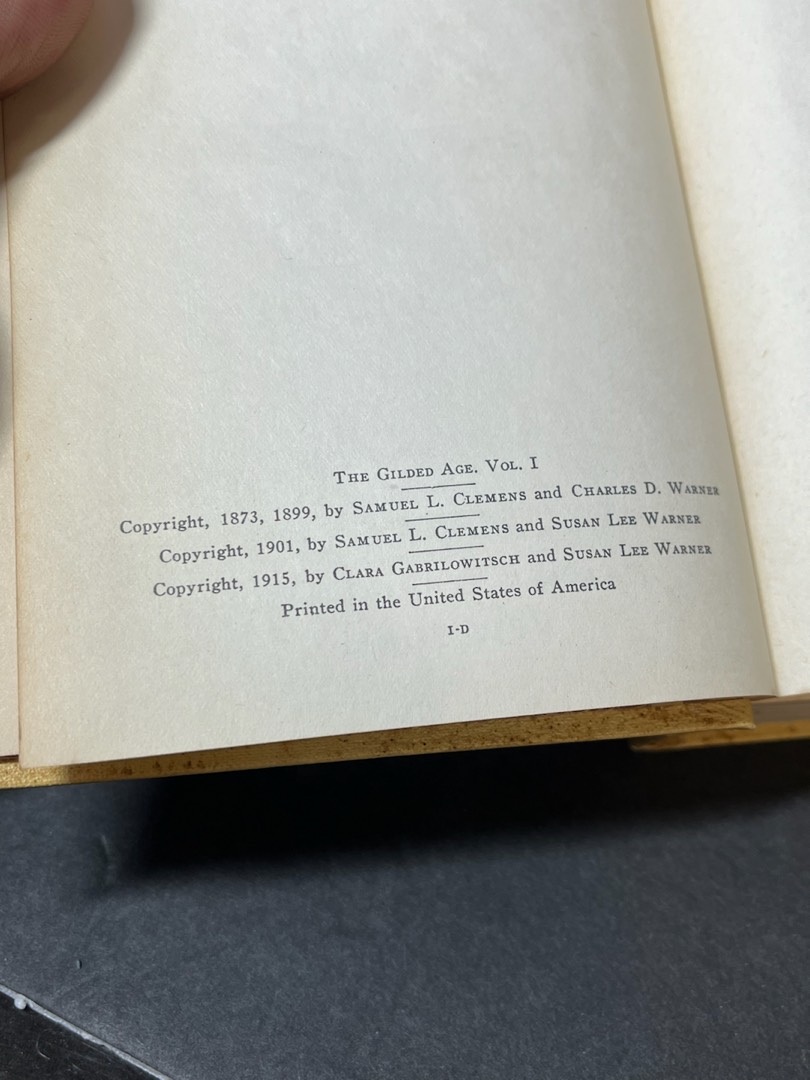 The Gilded Age. Vol. I
Copyright, 1873, 1899, by Samuel L. Clemens and Charles D. Warner
Copyright, 1901, by Samuel L. Clemens and Susan Lee Warner
Copyright, 1915, by Clara Gabrilowitsch and Susan Lee Warner
Printed in the United States of America
I-D